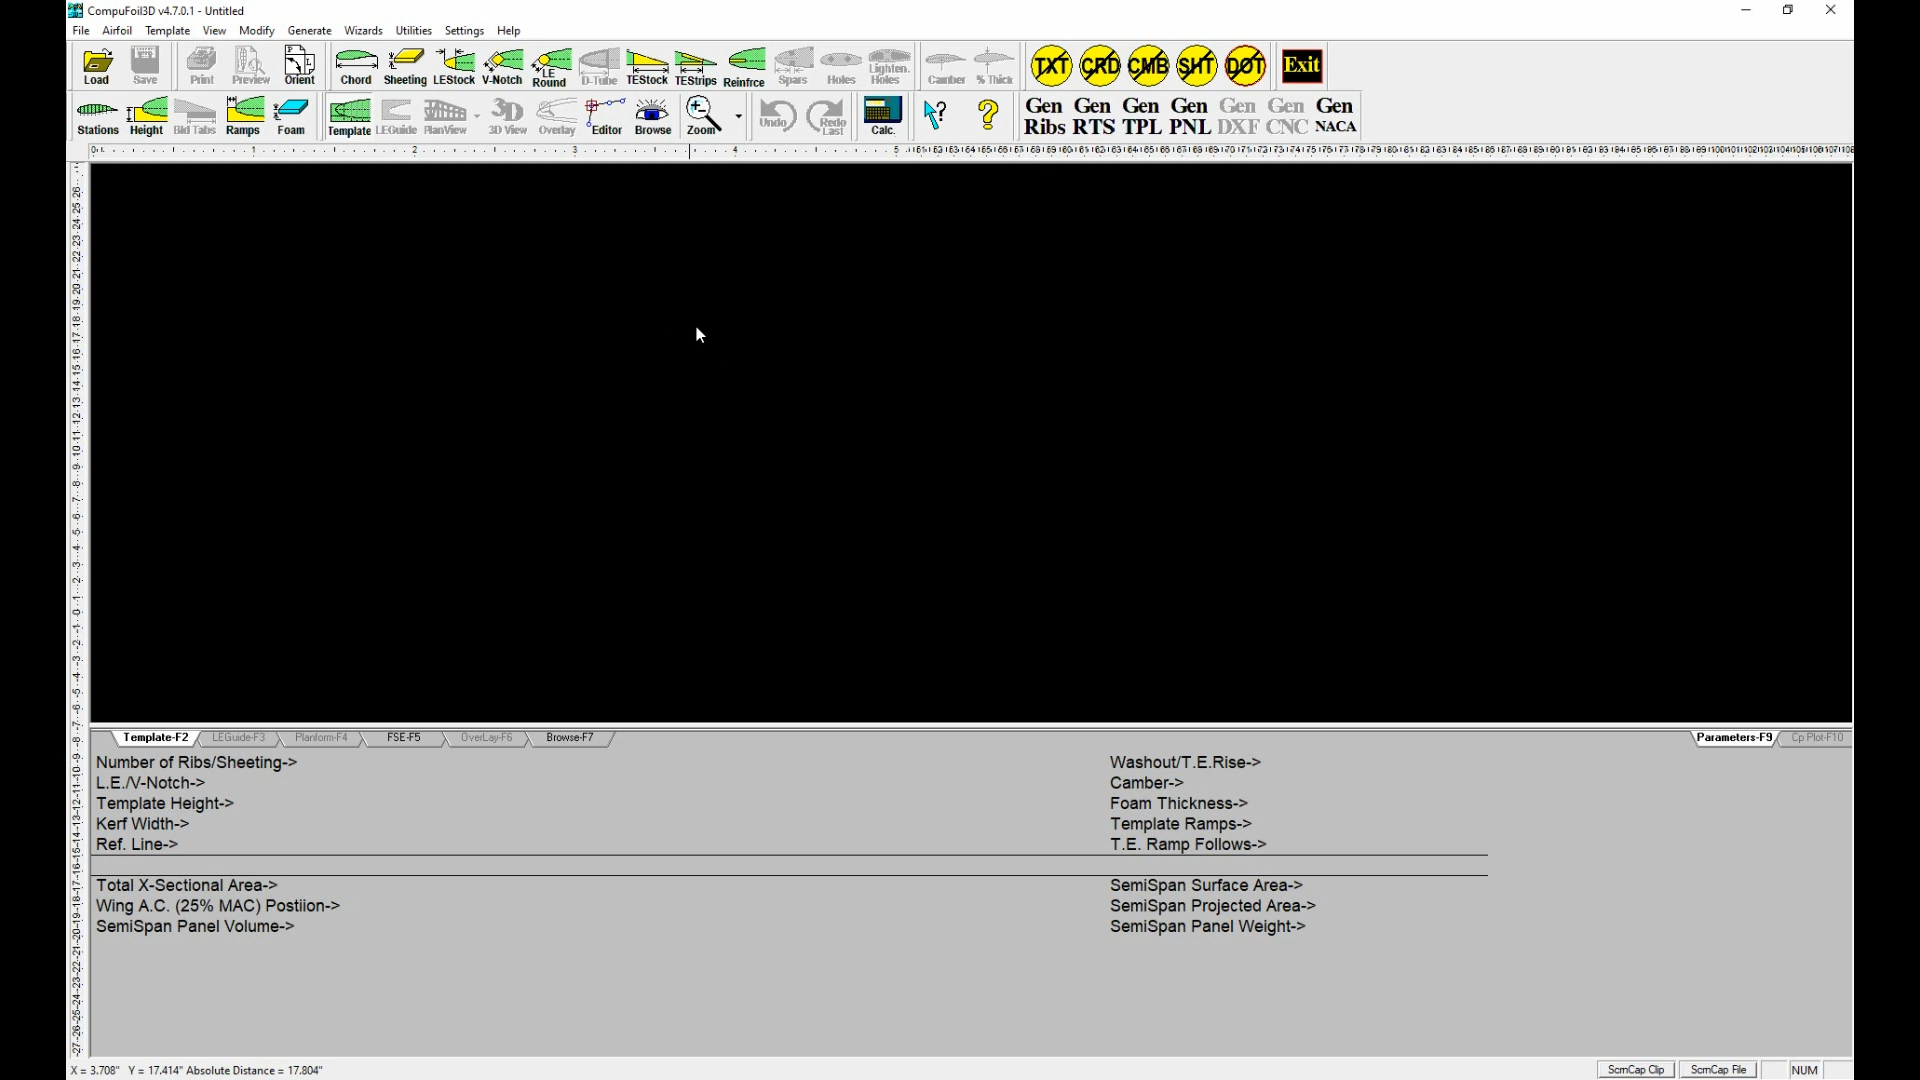 CompuFoil3D v4.7.0.1 - Untitled
File Airfoil Template View Modify Generate Wizards Utilities Settings Help
Load Save Print Preview Orient Chord Sheeting LEStock V-Notch LE Round D-Tube TEStock TEStrips Reinfrce Spars Holes Lighten. Holes Camber % Thick TXT CRD CMB SHT DOT Exit
Stations Height Bld Tabs Ramps Foam Template LEGuide PlanView 3D View Overlay Editor Browse Zoom Undo Redo Last Calc. Gen Ribs Gen RTS Gen TPL Gen PNL Gen DXF Gen CNC Gen NACA
Template-F2 LEGuide-F3 Planform-F4 FSE-F5 OverLay-F6 Browse-F7 Parameters-F9 Cp Plot-F10
Number of Ribs/Sheeting-> Washout/T.E.Rise->
L.E./V-Notch-> Camber->
Template Height-> Foam Thickness->
Kerf Width-> Template Ramps->
Ref. Line-> T.E. Ramp Follows->
Total X-Sectional Area-> SemiSpan Surface Area->
Wing A.C. (25% MAC) Postiion-> SemiSpan Projected Area->
SemiSpan Panel Volume-> SemiSpan Panel Weight->
X = 3.708" Y = 17.414" Absolute Distance = 17.804" ScrnCap Clip ScrnCap File NUM